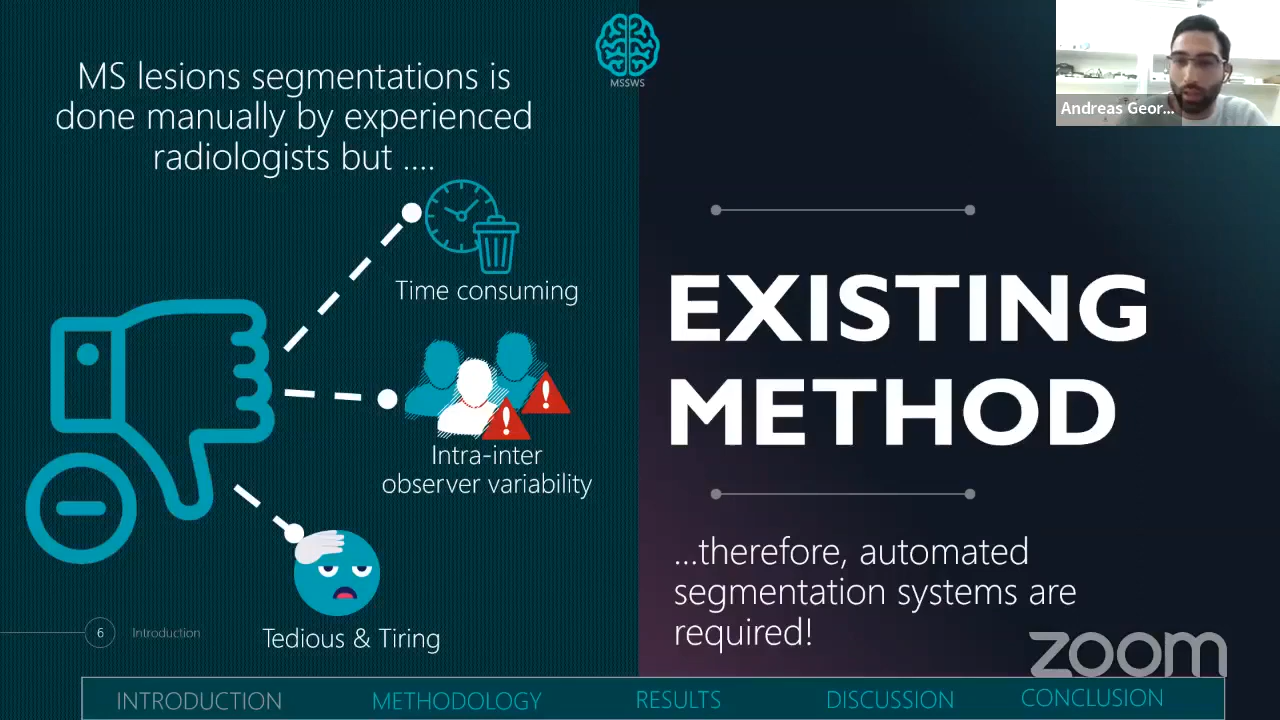 MS lesions segmentations is
done manually by experienced
radiologists but ....
MSSWS
Andreas Geor...
Time consuming
Intra-inter
observer variability
Tedious & Tiring
6
Introduction
EXISTING
METHOD
...therefore, automated
segmentation systems are
required!
zoom
INTRODUCTION
METHODOLOGY
RESULTS
DISCUSSION
CONCLUSION